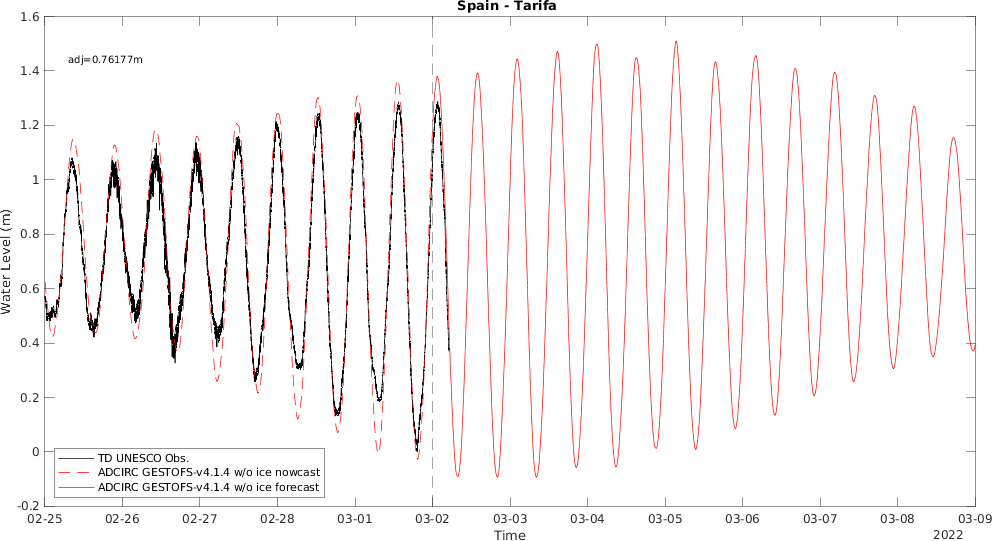 Spain - Tarifa
1.6
1.4
1.2
1
0.8
0.6
0.4
0.2
0
-0.2
Water Level (m)
adj=0.76177m
TD UNESCO Obs.
ADCIRC GESTOFS-v4.1.4 w/o ice nowcast
ADCIRC GESTOFS-v4.1.4 w/o ice forecast
02-25 02-26 02-27 02-28 03-01 03-02 03-03 03-04 03-05 03-06 03-07 03-08 03-09
Time
2022